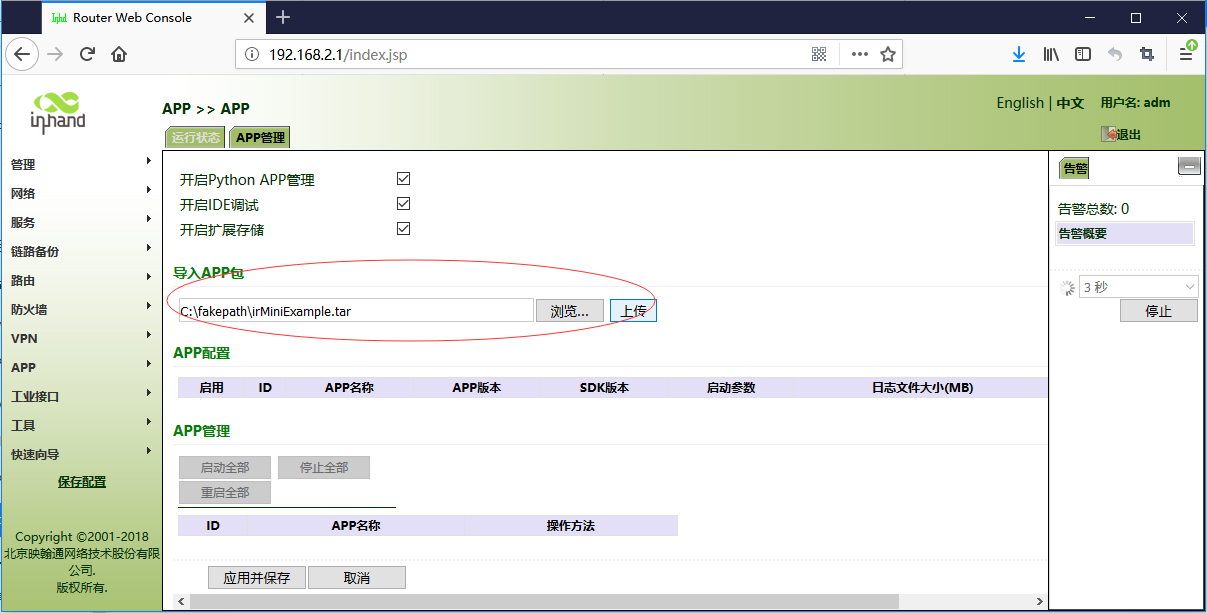 Router Web Console
192.168.2.1/index.jsp
inhand
APP >> APP
English | 中文 用户名: adm
退出
运行状态 APP管理
管理
网络
服务
链路备份
路由
防火墙
VPN
APP
工业接口
工具
快速向导
保存配置
Copyright ©2001-2018
北京映翰通网络技术股份有限
公司.
版权所有.
开启Python APP管理
开启IDE调试
开启扩展存储
导入APP包
C:\fakepath\irMiniExample.tar 浏览... 上传
APP配置
启用 ID APP名称 APP版本 SDK版本 启动参数 日志文件大小(MB)
APP管理
启动全部 停止全部
重启全部
ID APP名称 操作方法
应用并保存 取消
告警
告警总数: 0
告警概要
3 秒
停止